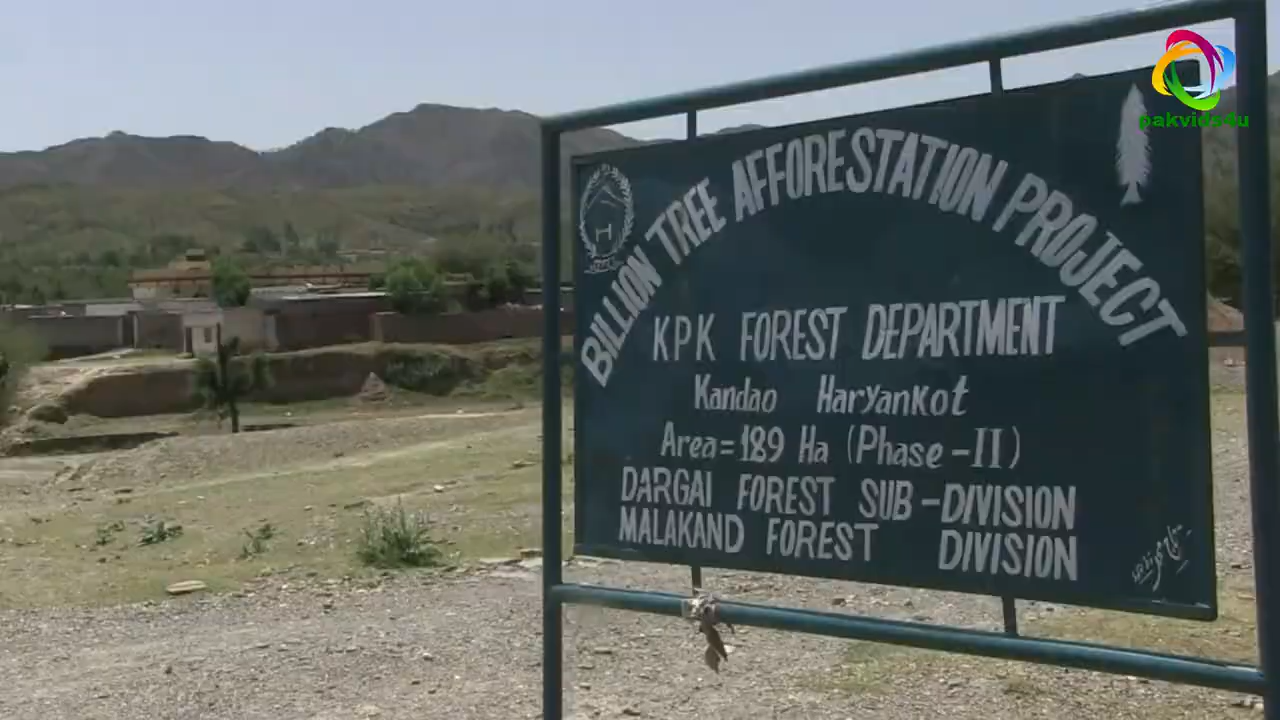 pakvids4u
BILLION TREE AFFORESTATION PROJECT
KPK FOREST DEPARTMENT
Kandao Haryankot
Area = 189 Ha (Phase - II)
DARGAI FOREST SUB - DIVISION
MALAKAND FOREST DIVISION